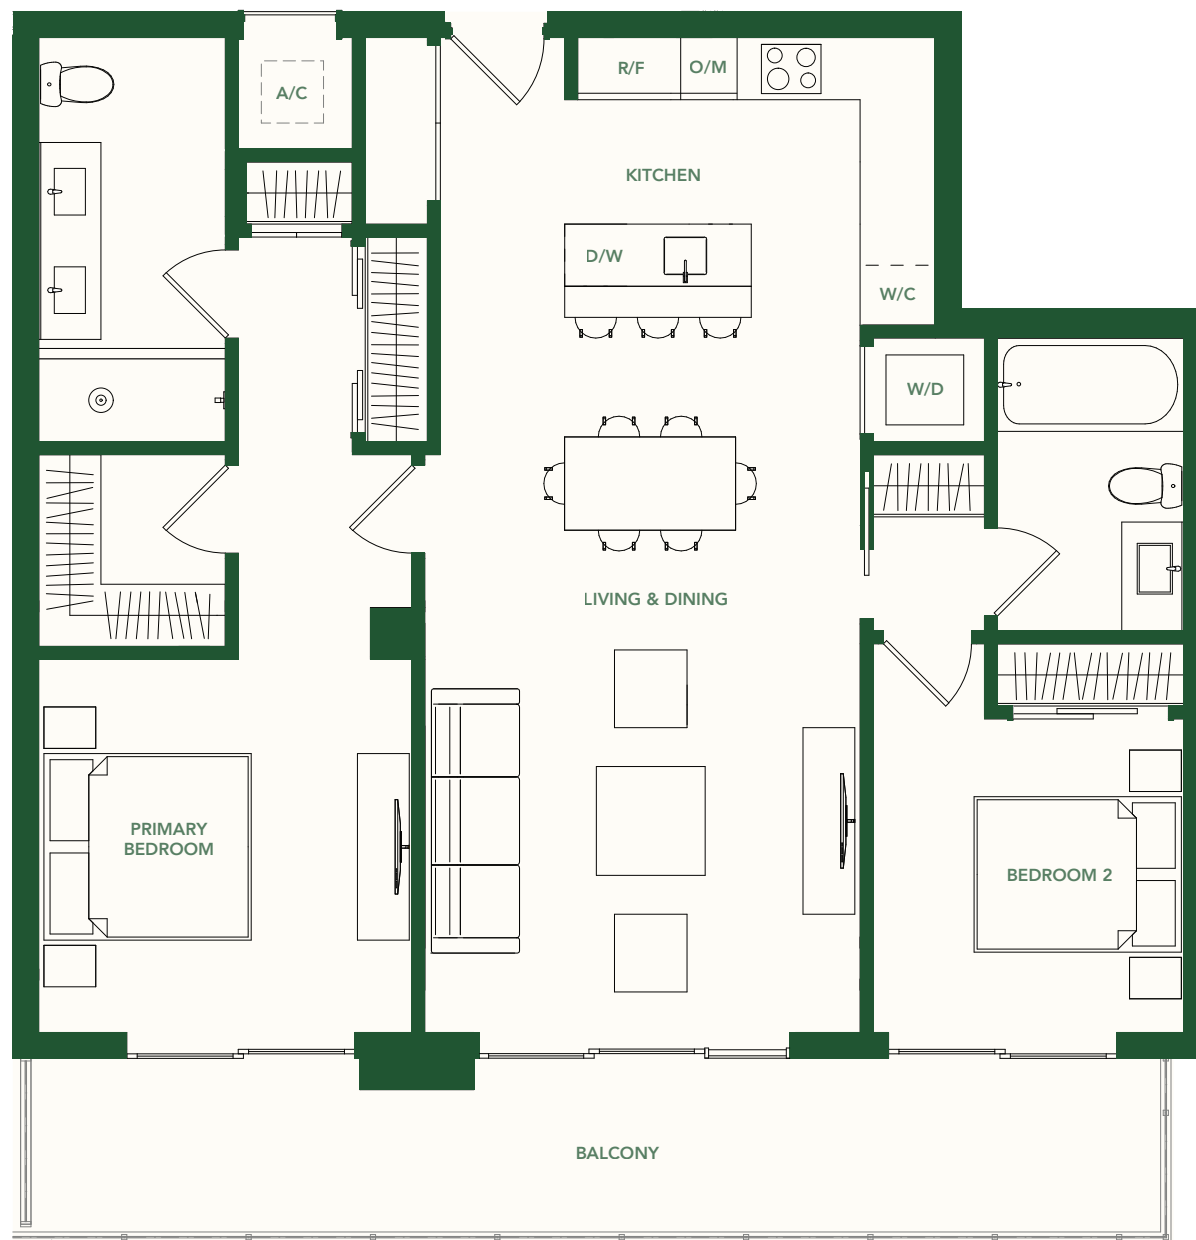 R/F
O/M
A/C
KITCHEN
D/W
W/C
W/D
LIVING & DINING
PRIMARY
BEDROOM
BEDROOM 2
BALCONY